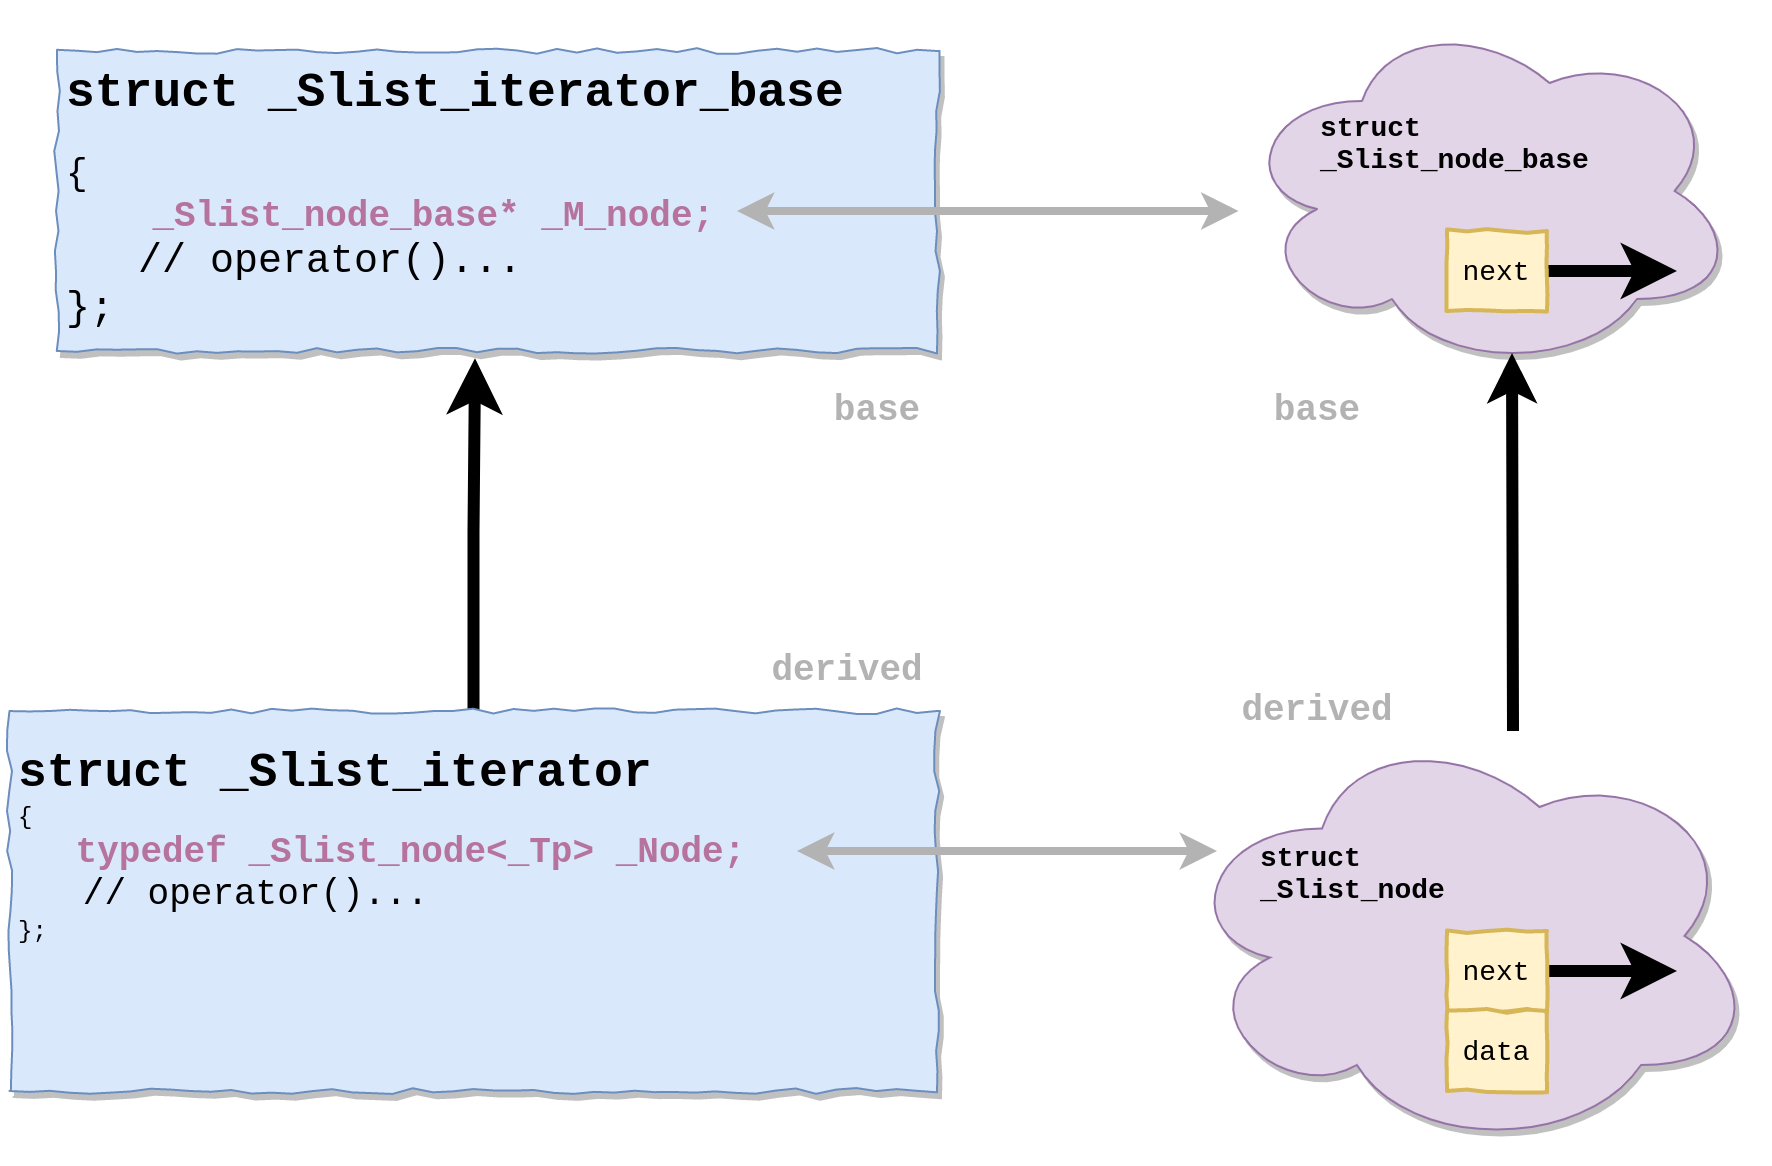 struct _Slist_iterator_base
{
_Slist_node_base* _M_node;
// operator()...
};
struct
_Slist_node_base
next
base
base
derived
derived
struct _Slist_iterator
{
typedef _Slist_node<_Tp> _Node;
// operator()...
};
struct
_Slist_node
next
data